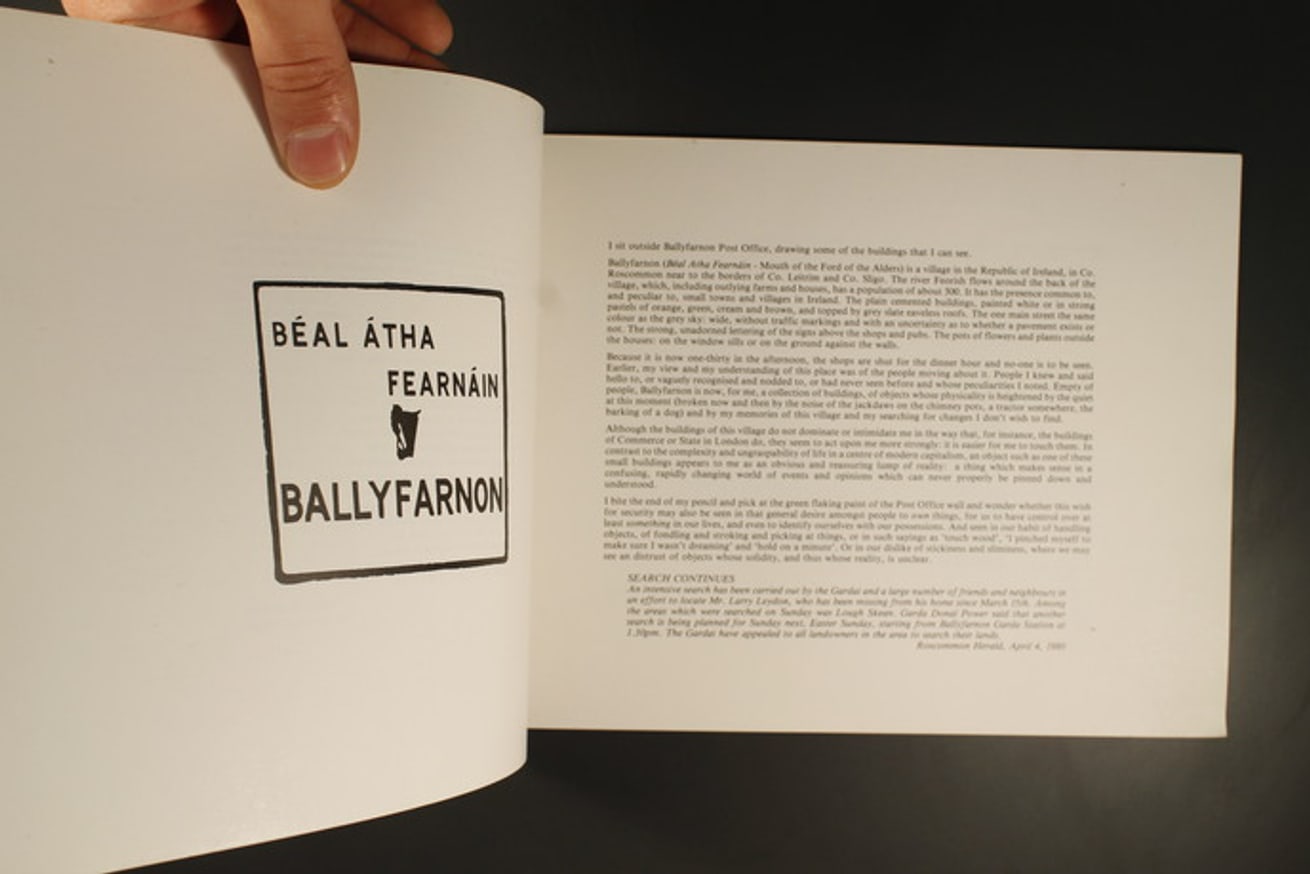 BÉAL ÁTHA
FEARNÁIN
BALLYFARNON
I sit outside Ballyfarnon Post Office, drawing some of the buildings that I can see.
Ballyfarnon (Béal Atha Fearnáin - Mouth of the Ford of the Alders) is a village in the Republic of Ireland, in Co.
Roscommon near to the borders of Co. Leitrim and Co. Sligo. The river Feorish flows around the back of the
village, which, including outlying farms and houses, has a population of about 300. It has the presence common to,
and peculiar to, small towns and villages in Ireland. The plain cemented buildings, painted white or in strong
pastels of orange, green, cream and brown, and topped by grey slate eaveless roofs. The one main street the same
colour as the grey sky: wide, without traffic markings and with an uncertainty as to whether a pavement exists or
not. The strong, unadorned lettering of the signs above the shops and pubs. The pots of flowers and plants outside
the houses: on the window sills or on the ground against the walls.
Because it is now one-thirty in the afternoon, the shops are shut for the dinner hour and no-one is to be seen.
Earlier, my view and my understanding of this place was of the people moving about it. People I knew and said
hello to, or vaguely recognised and nodded to, or had never seen before and whose peculiarities I noted. Empty of
people, Ballyfarnon is now, for me, a collection of buildings, of objects whose physicality is heightened by the quiet
at this moment (broken now and then by the noise of the jackdaws on the chimney pots, a tractor somewhere, the
barking of a dog) and by my memories of this village and my searching for changes I don't wish to find.
Although the buildings of this village do not dominate or intimidate me in the way that, for instance, the buildings
of Commerce or State in London do, they seem to act upon me more strongly: it is easier for me to touch them. In
contrast to the complexity and ungraspability of life in a centre of modern capitalism, an object such as one of these
small buildings appears to me as an obvious and reassuring lump of reality: a thing which makes sense in a
confusing, rapidly changing world of events and opinions which can never properly be pinned down and
understood.
I bite the end of my pencil and pick at the green flaking paint of the Post Office wall and wonder whether this wish
for security may also be seen in that general desire amongst people to own things, for us to have control over at
least something in our lives, and even to identify ourselves with our possessions. And seen in our habit of handling
objects, of fondling and stroking and picking at things, or in such sayings as 'touch wood', 'I pinched myself to
make sure I wasn't dreaming' and 'hold on a minute'. Or in our dislike of stickiness and sliminess, where we may
see an distrust of objects whose solidity, and thus whose reality, is unclear.
SEARCH CONTINUES
An intensive search has been carried out by the Gardai and a large number of friends and neighbours in
an effort to locate Mr. Larry Leydon, who has been missing from his home since March 15th. Among
the areas which were searched on Sunday was Lough Skean. Garda Donal Power said that another
search is being planned for Sunday next, Easter Sunday, starting from Ballyfarnon Garda Station at
1.30pm. The Gardai have appealed to all landowners in the area to search their lands.
Roscommon Herald, April 4, 1980